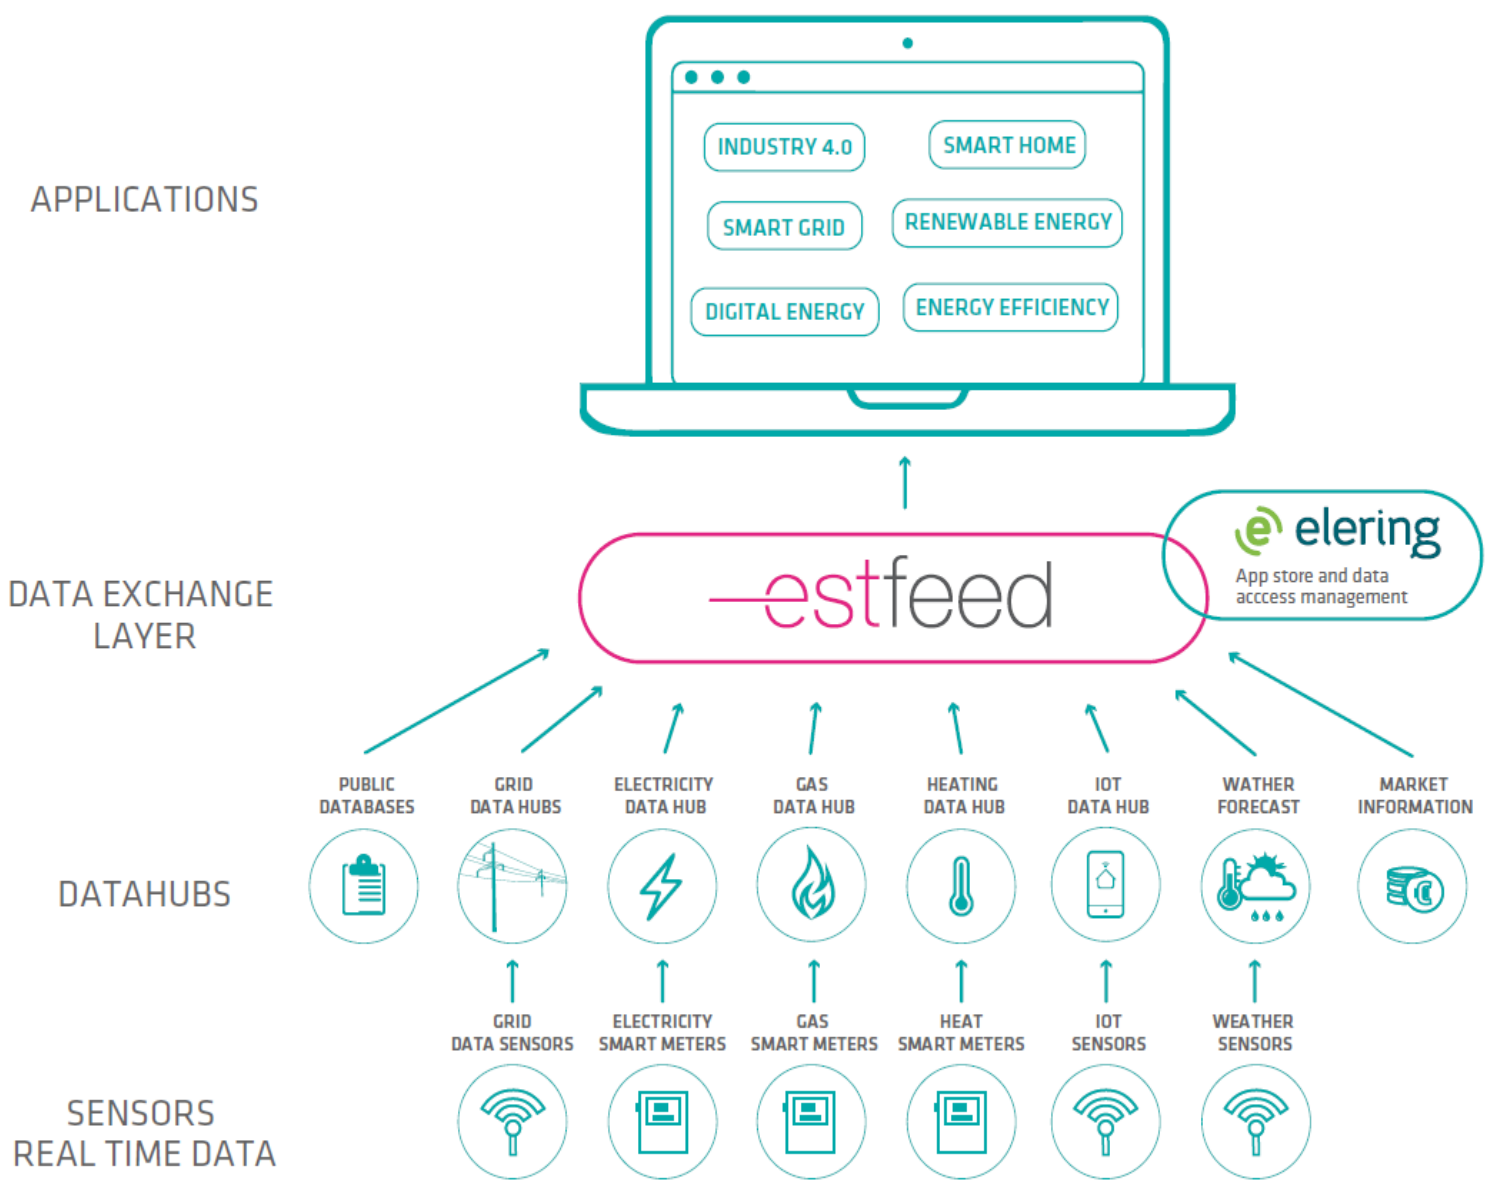 APPLICATIONS
INDUSTRY 4.0
SMART HOME
SMART GRID
RENEWABLE ENERGY
DIGITAL ENERGY
ENERGY EFFICIENCY
DATA EXCHANGE
LAYER
estfeed
e elering
App store and data
acccess management
DATAHUBS
PUBLIC
DATABASES
GRID
DATA HUBS
ELECTRICITY
DATA HUB
GAS
DATA HUB
HEATING
DATA HUB
IOT
DATA HUB
WATHER
FORECAST
MARKET
INFORMATION
SENSORS
REAL TIME DATA
GRID
DATA SENSORS
ELECTRICITY
SMART METERS
GAS
SMART METERS
HEAT
SMART METERS
IOT
SENSORS
WEATHER
SENSORS